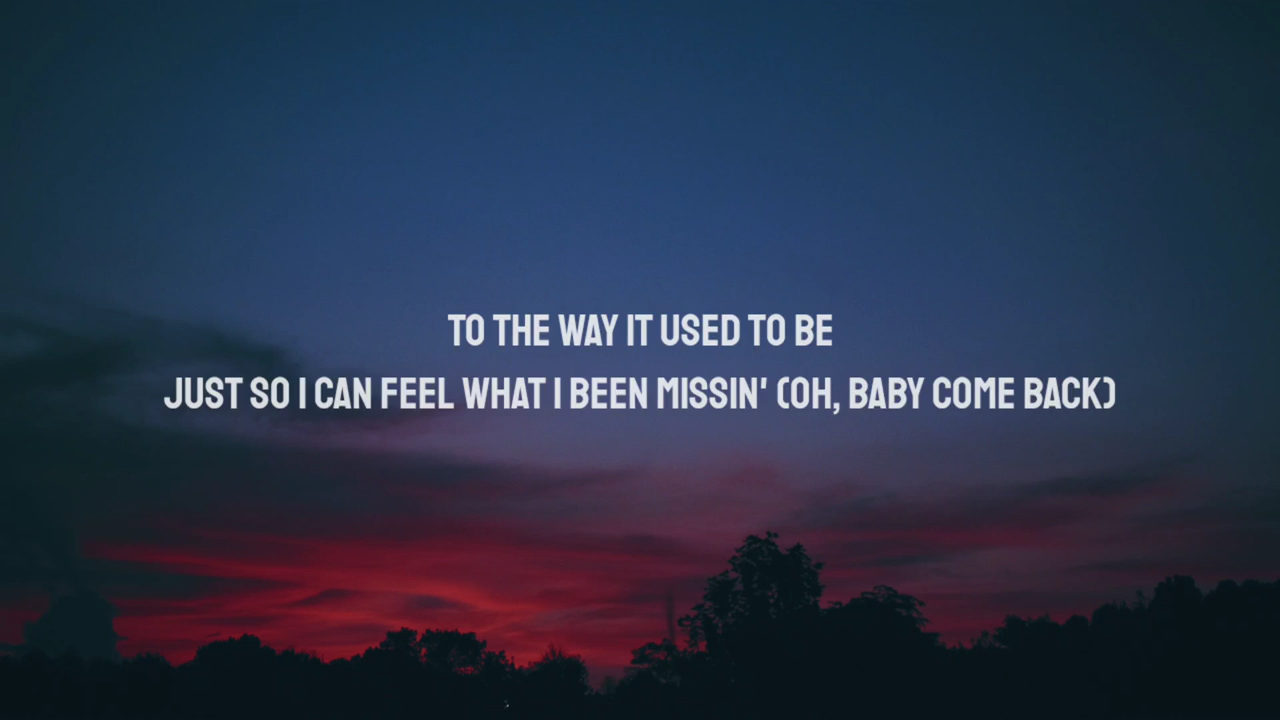 TO THE WAY IT USED TO BE
JUST SO I CAN FEEL WHAT I BEEN MISSIN' (OH, BABY COME BACK)